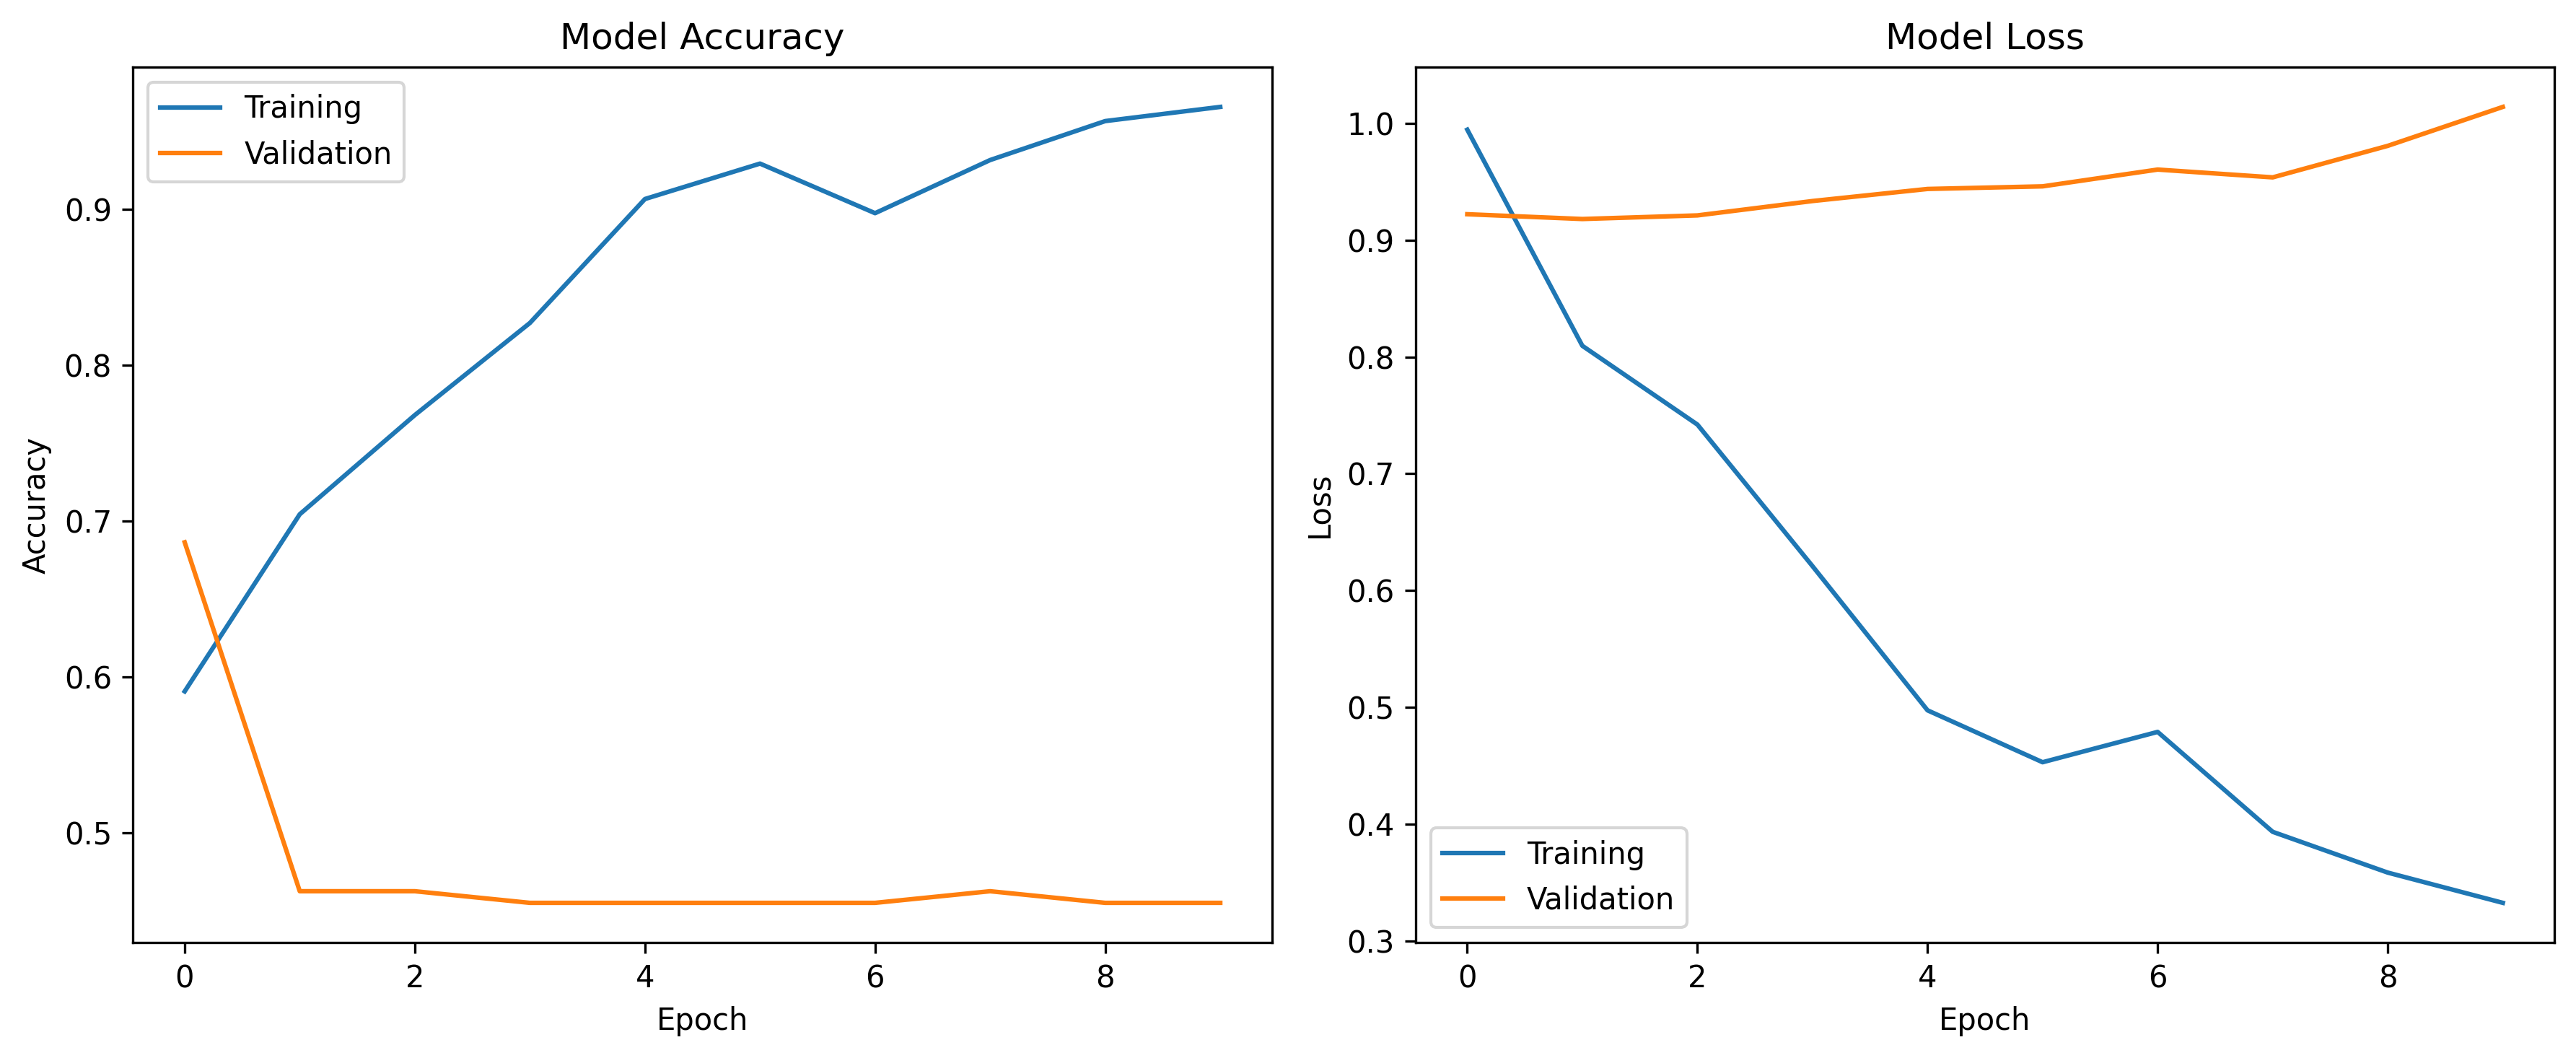 Model Accuracy
Training
Validation
0.9
0.8
0.7
0.6
0.5
Accuracy
0 2 4 6 8
Epoch
Model Loss
1.0
0.9
0.8
0.7
0.6
0.5
0.4
0.3
Loss
Training
Validation
0 2 4 6 8
Epoch